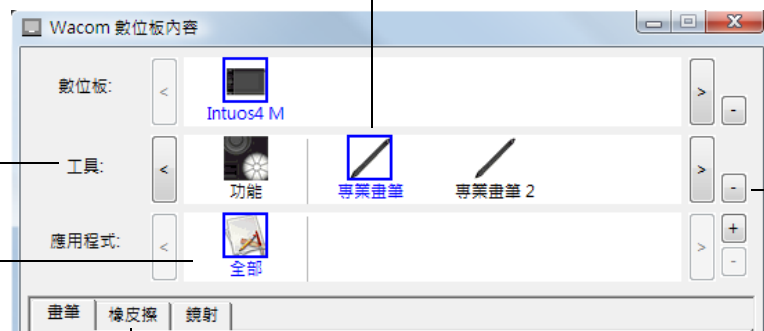 Wacom 數位板內容
數位板:
Intuos4 M
工具:
功能
專業畫筆
專業畫筆 2
應用程式:
全部
畫筆
橡皮擦
鏡射